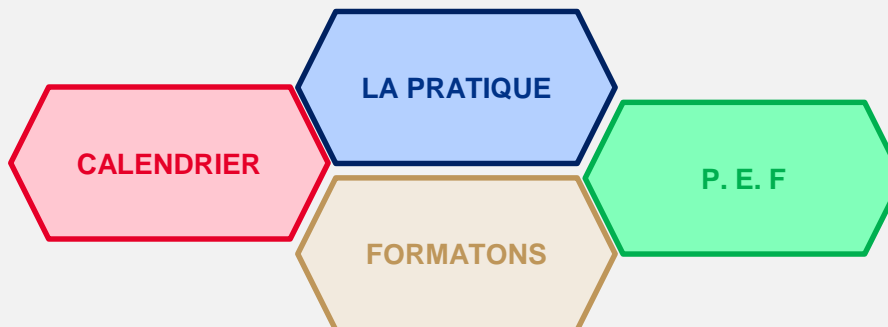 LA PRATIQUE
CALENDRIER
P. E. F
FORMATONS